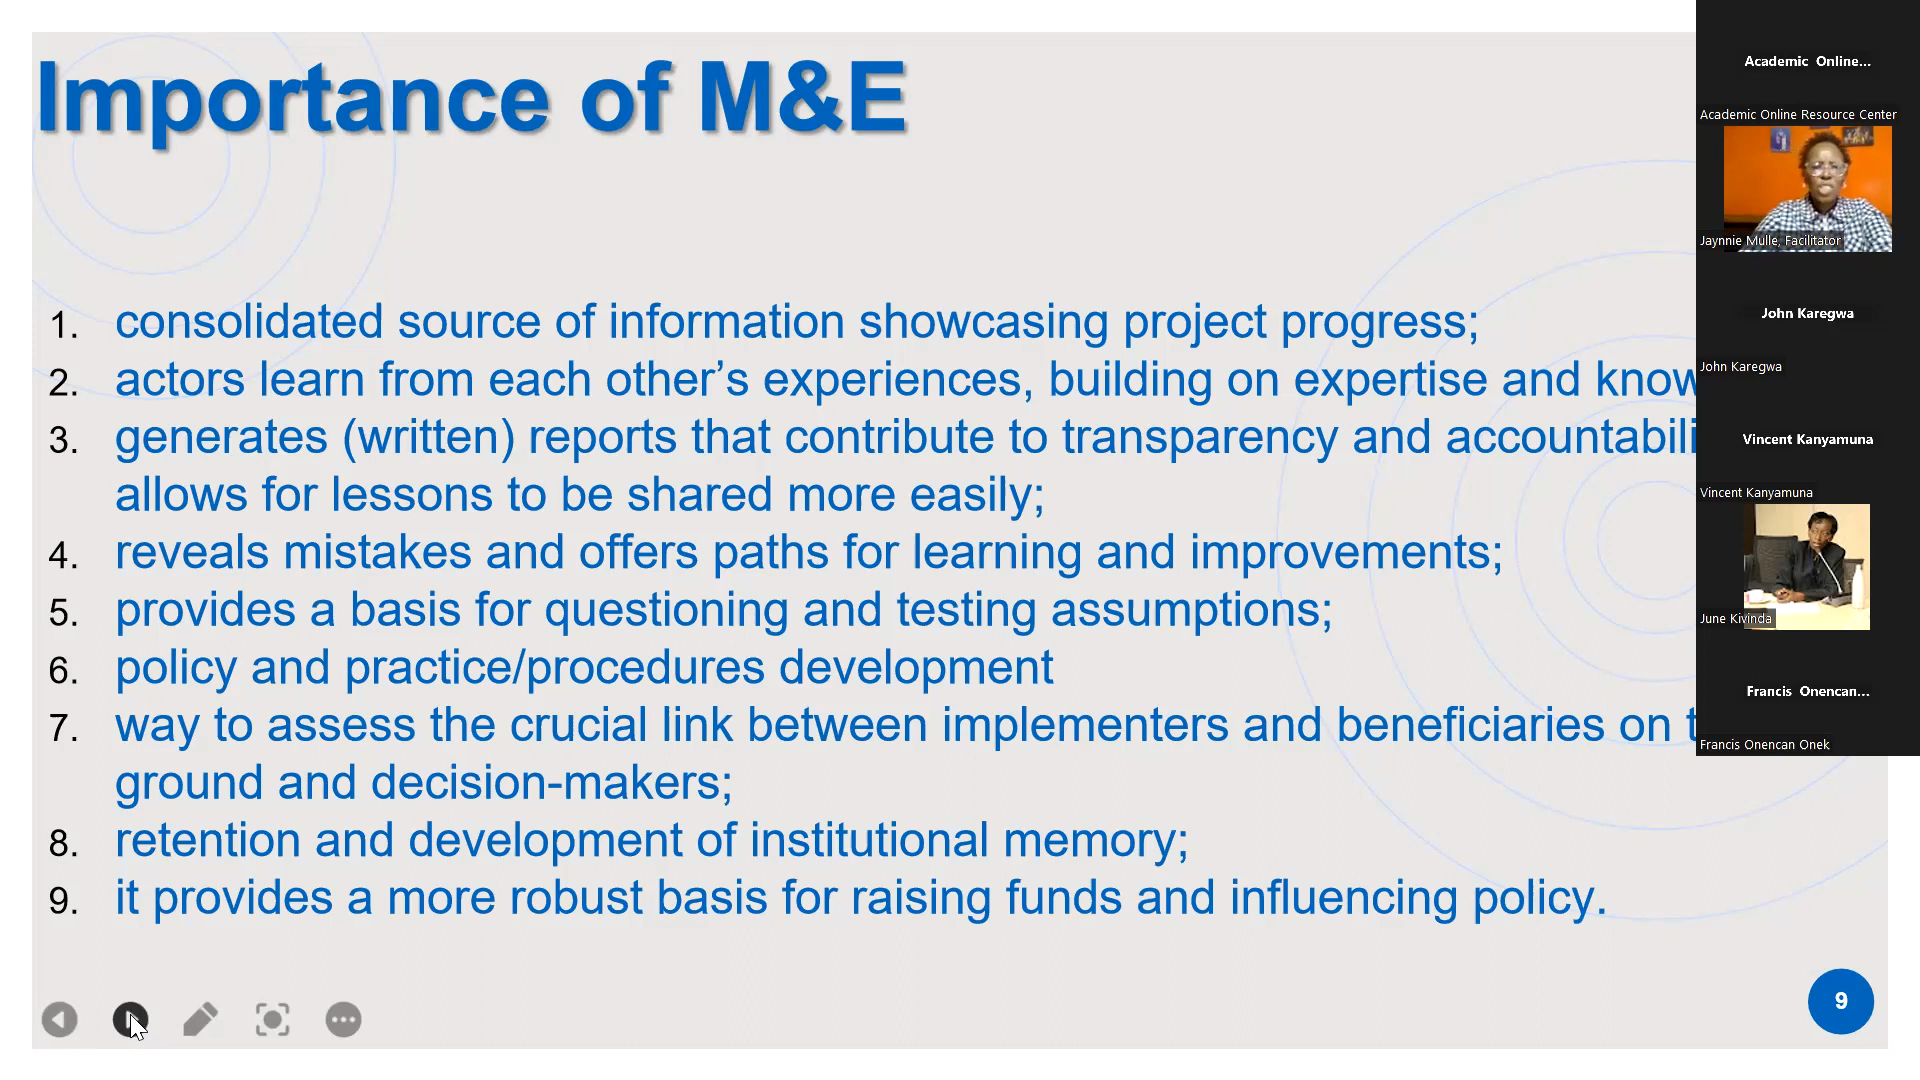 Importance of M&E
1. consolidated source of information showcasing project progress;
2. actors learn from each other’s experiences, building on expertise and know
3. generates (written) reports that contribute to transparency and accountabili
allows for lessons to be shared more easily;
4. reveals mistakes and offers paths for learning and improvements;
5. provides a basis for questioning and testing assumptions;
6. policy and practice/procedures development
7. way to assess the crucial link between implementers and beneficiaries on t
ground and decision-makers;
8. retention and development of institutional memory;
9. it provides a more robust basis for raising funds and influencing policy.
9
Academic Online...
Academic Online Resource Center
Jaynnie Mulle, Facilitator
John Karegwa
John Karegwa
Vincent Kanyamuna
Vincent Kanyamuna
June Kivinda
Francis Onencan...
Francis Onencan Onek